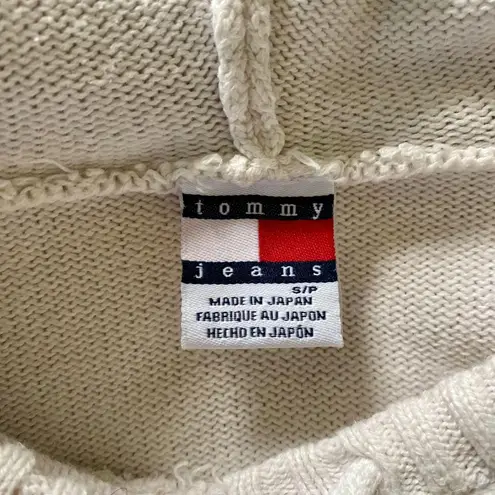 tommy
jeans
S/P
MADE IN JAPAN
FABRIQUE AU JAPON
HECHO EN JAPÓN